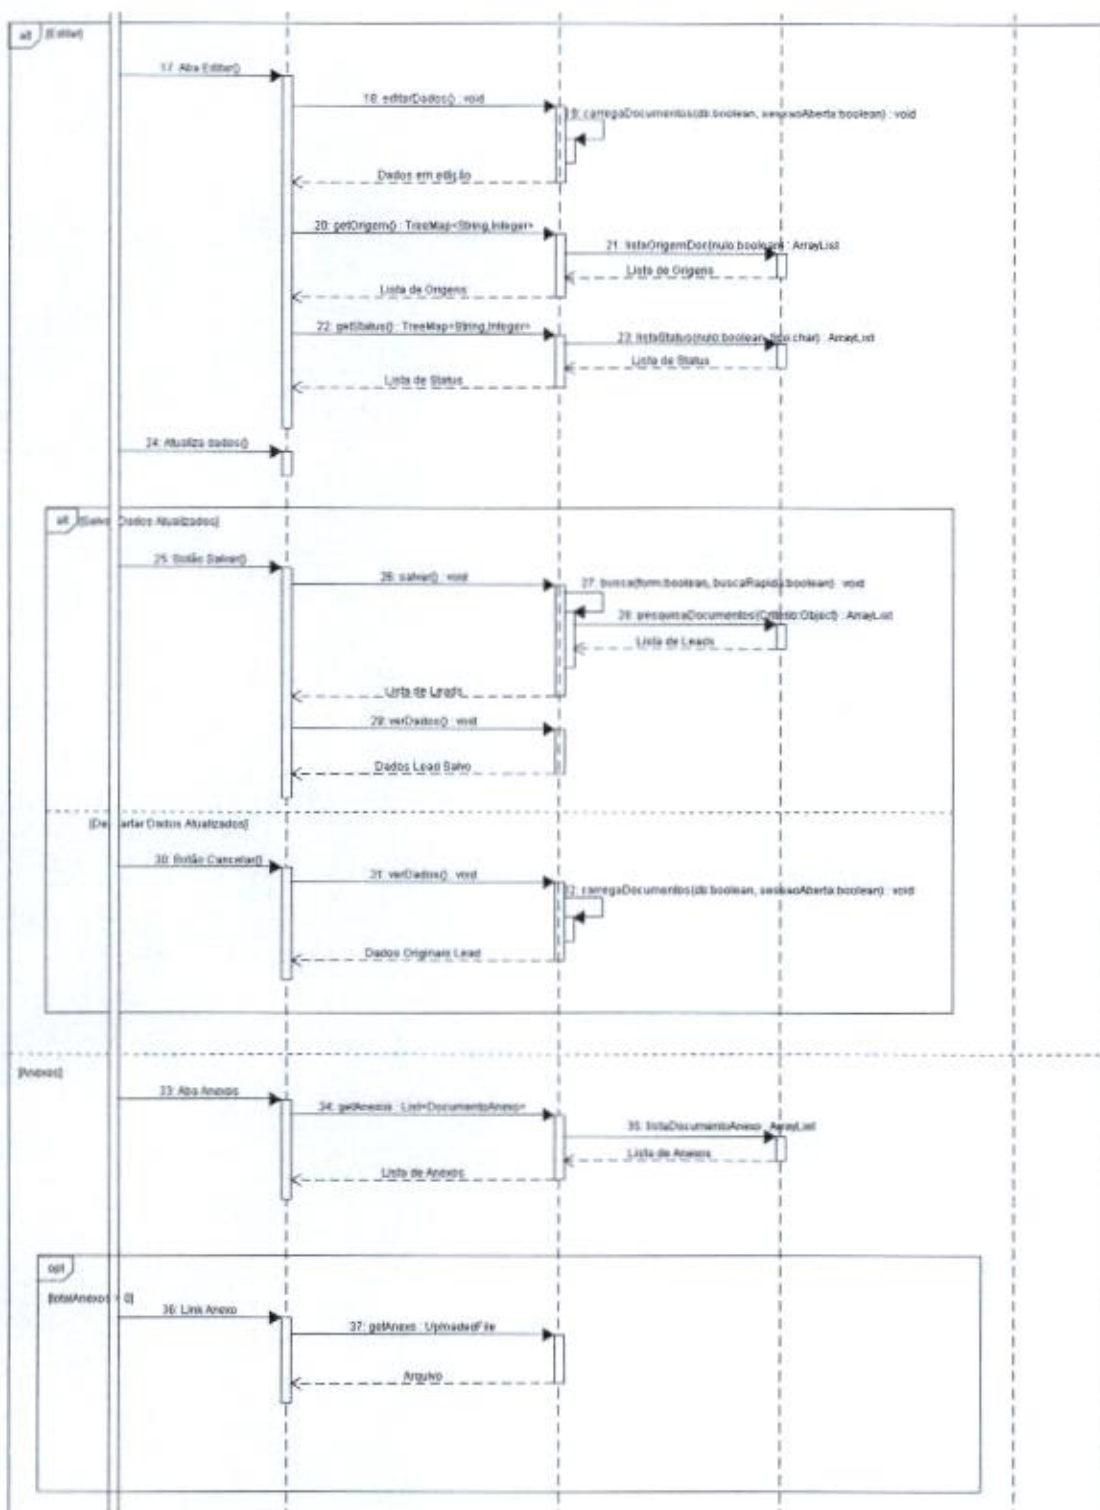 alt
[Editar]
17: Aba Editar()
18: editarDados() : void
19: carregaDocumentos(db:boolean, sessaoAberta:boolean) : void
Dados em edição
20: getOrigem() : TreeMap<String,Integer>
21: listaOrigemDoc(nulo:boolean) : ArrayList
Lista de Origens
Lista de Origens
22: getStatus() : TreeMap<String,Integer>
23: listaStatus(nulo:boolean, tipo:char) : ArrayList
Lista de Status
Lista de Status
24: Atualiza dados()
alt
[Salvar Dados Atualizados]
25: Botão Salvar()
26: salvar() : void
27: busca(form:boolean, buscaRapida:boolean) : void
28: pesquisaDocumentos(Criterio:Object) : ArrayList
Lista de Leads
Lista de Leads
29: verDados() : void
Dados Lead Salvo
[Descartar Dados Atualizados]
30: Botão Cancelar()
31: verDados() : void
32: carregaDocumentos(db:boolean, sessaoAberta:boolean) : void
Dados Originais Lead
[Anexos]
33: Aba Anexos
34: getAnexos : List<DocumentoAnexo>
35: listaDocumentoAnexo : ArrayList
Lista de Anexos
Lista de Anexos
opt
[totalAnexos > 0]
36: Link Anexo
37: getAnexo : UploadedFile
Arquivo